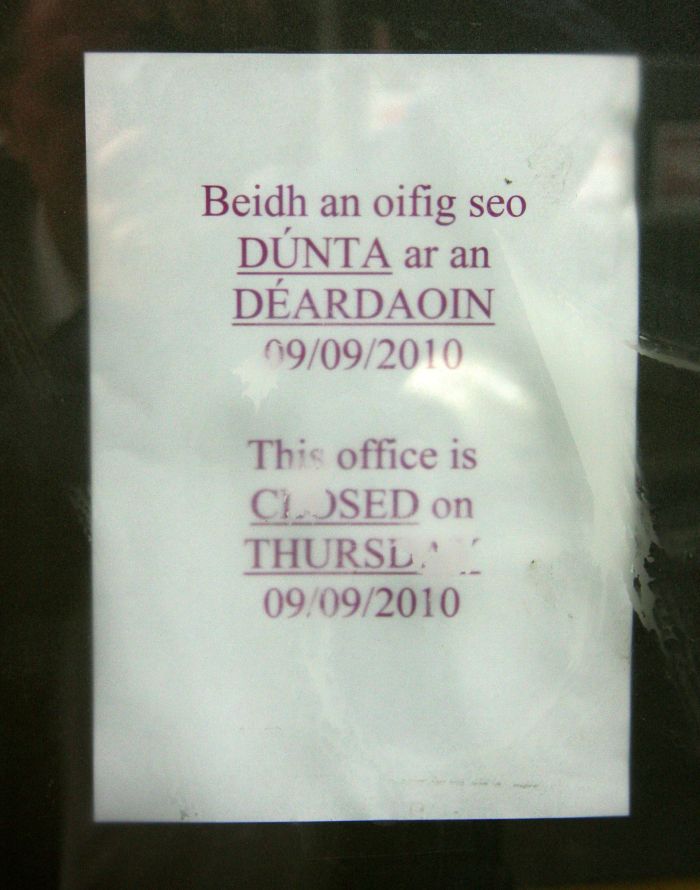 Beidh an oifig seo
DÚNTA ar an
DÉARDAOIN
09/09/2010
This office is
CLOSED on
THURSDAY
09/09/2010